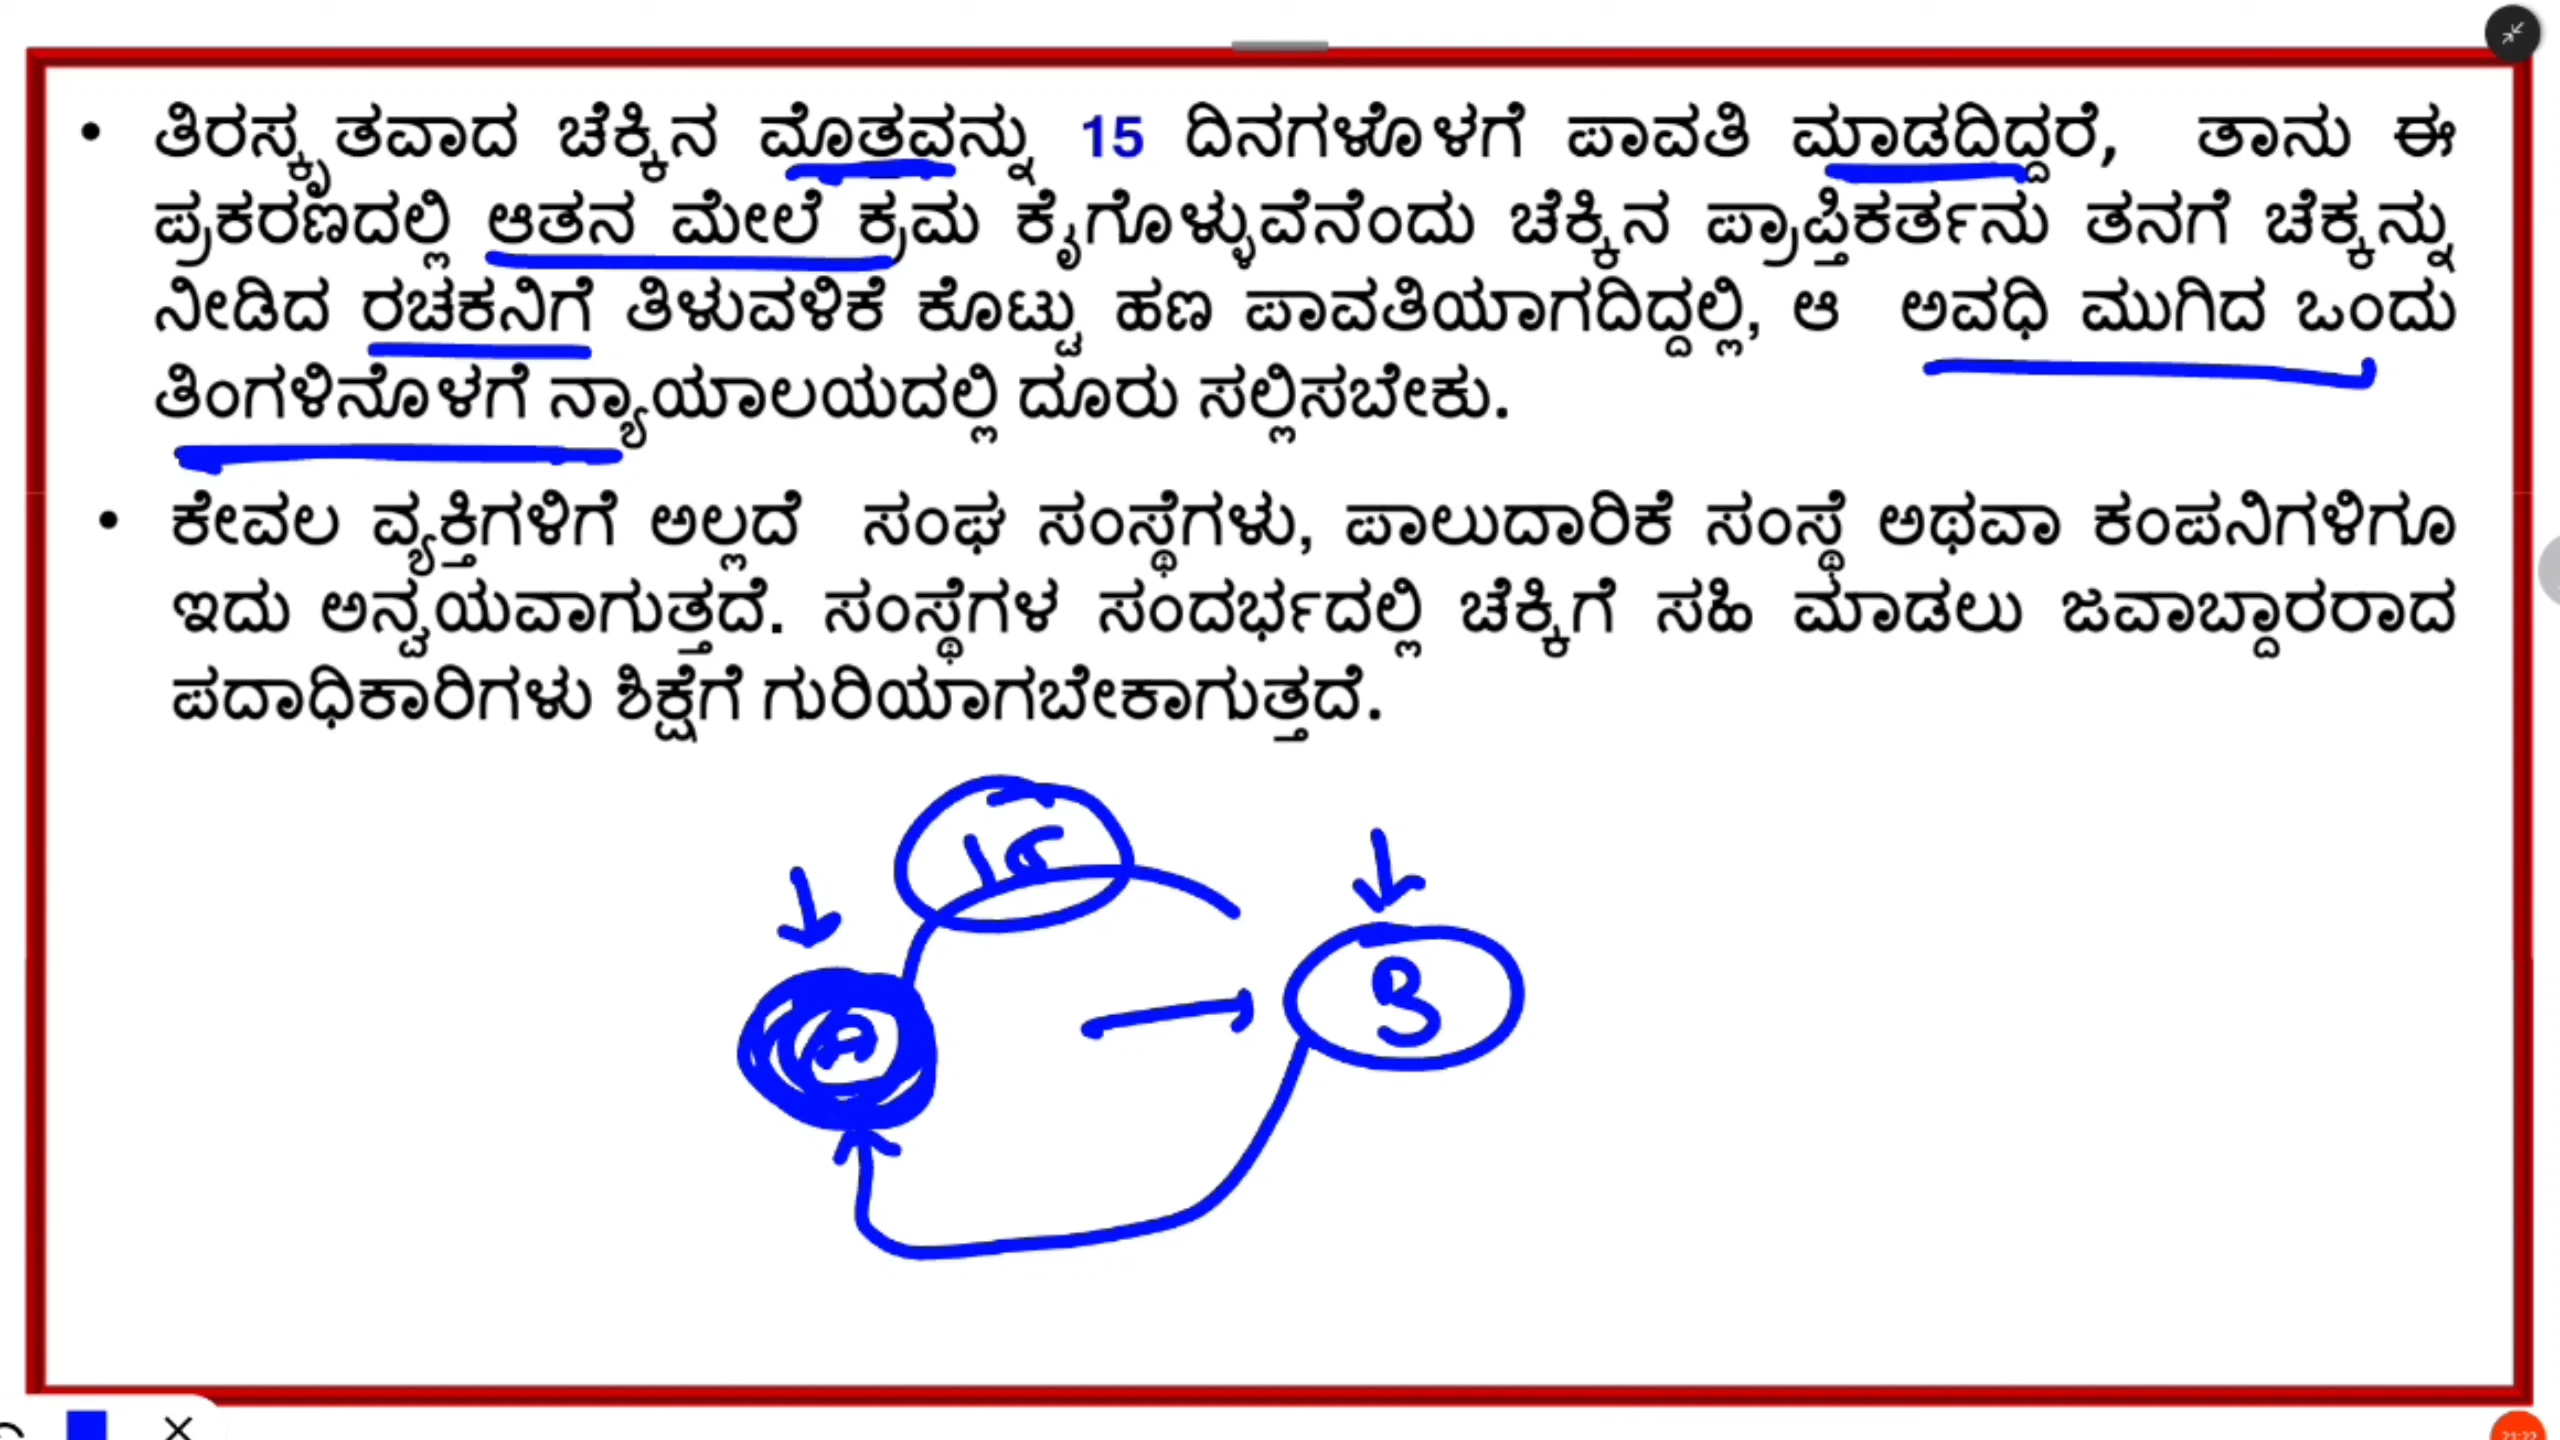 • ತಿರಸ್ಕೃತವಾದ ಚೆಕ್ಕಿನ ಮೊತವನ್ನು 15 ದಿನಗಳೊಳಗೆ ಪಾವತಿ ಮಾಡದಿದ್ದರೆ, ತಾನು ಈ
ಪ್ರಕರಣದಲ್ಲಿ ಆತನ ಮೇಲೆ ಕ್ರಮ ಕೈಗೊಳ್ಳುವೆನೆಂದು ಚೆಕ್ಕಿನ ಪ್ರಾಪ್ತಿಕರ್ತನು ತನಗೆ ಚೆಕ್ಕನ್ನು
ನೀಡಿದ ರಚಕನಿಗೆ ತಿಳುವಳಿಕೆ ಕೊಟ್ಟು ಹಣ ಪಾವತಿಯಾಗದಿದ್ದಲ್ಲಿ, ಆ ಅವಧಿ ಮುಗಿದ ಒಂದು
ತಿಂಗಳಿನೊಳಗೆ ನ್ಯಾಯಾಲಯದಲ್ಲಿ ದೂರು ಸಲ್ಲಿಸಬೇಕು.
• ಕೇವಲ ವ್ಯಕ್ತಿಗಳಿಗೆ ಅಲ್ಲದೆ ಸಂಘ ಸಂಸ್ಥೆಗಳು, ಪಾಲುದಾರಿಕೆ ಸಂಸ್ಥೆ ಅಥವಾ ಕಂಪನಿಗಳಿಗೂ
ಇದು ಅನ್ವಯವಾಗುತ್ತದೆ. ಸಂಸ್ಥೆಗಳ ಸಂದರ್ಭದಲ್ಲಿ ಚೆಕ್ಕಿಗೆ ಸಹಿ ಮಾಡಲು ಜವಾಬ್ದಾರರಾದ
ಪದಾಧಿಕಾರಿಗಳು ಶಿಕ್ಷೆಗೆ ಗುರಿಯಾಗಬೇಕಾಗುತ್ತದೆ.
15
A
B